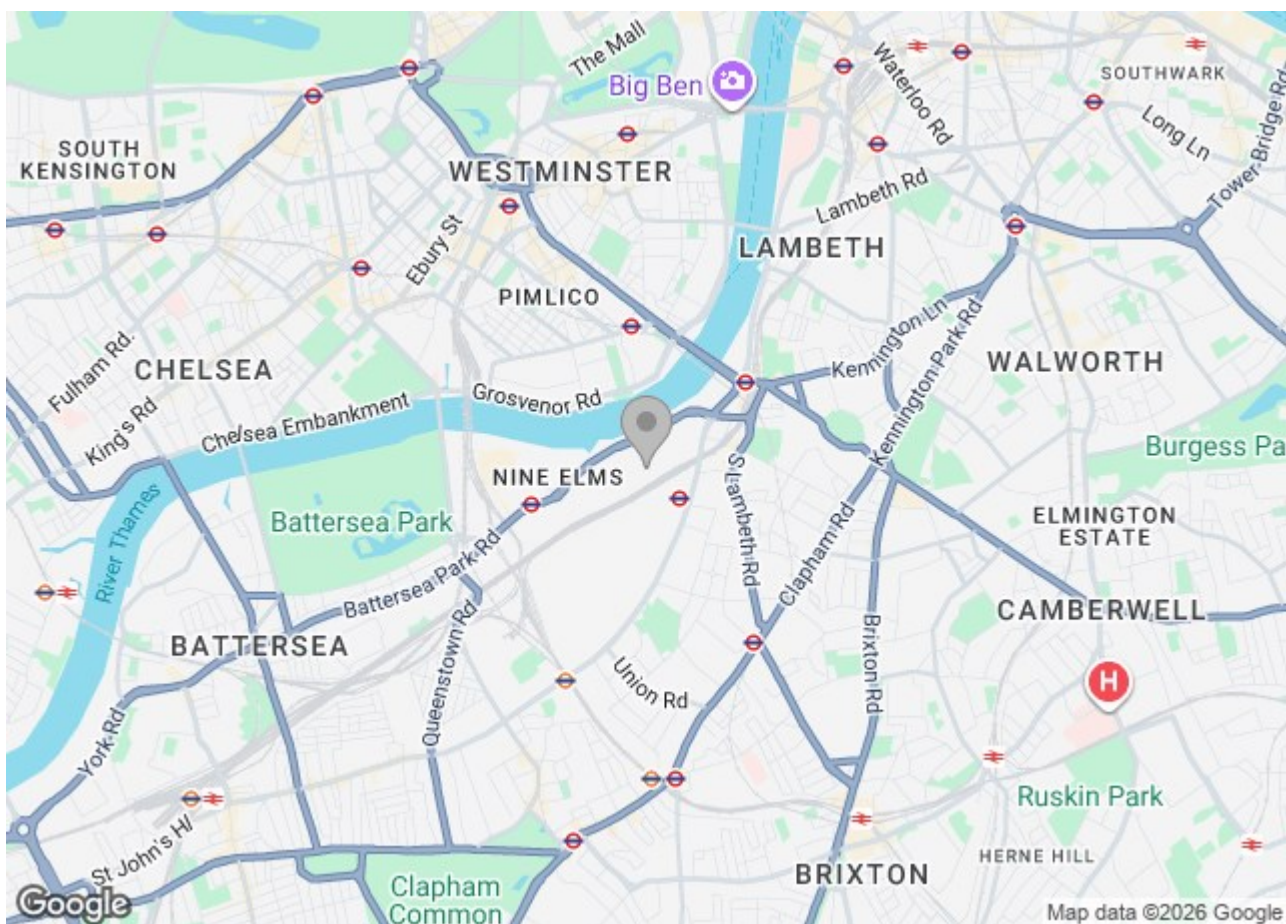 The Mall
Big Ben
Waterloo Rd
SOUTHWARK
Long Ln
Tower Bridge Rd
SOUTH
KENSINGTON
WESTMINSTER
Lambeth Rd
Ebury St
LAMBETH
PIMLICO
Kennington Ln
Kennington Park Rd
WALWORTH
Fulham Rd.
CHELSEA
King's Rd
Chelsea Embankment
Grosvenor Rd
Burgess Pa
NINE ELMS
S Lambeth Rd
Clapham Rd
River Thames
Battersea Park
ELMINGTON
ESTATE
Battersea Park Rd
CAMBERWELL
BATTERSEA
Queenstown Rd
Union Rd
Brixton Rd
H
York Rd
Ruskin Park
St John's Hl
HERNE HILL
BRIXTON
Clapham
Common
Google
Map data ©2026 Google